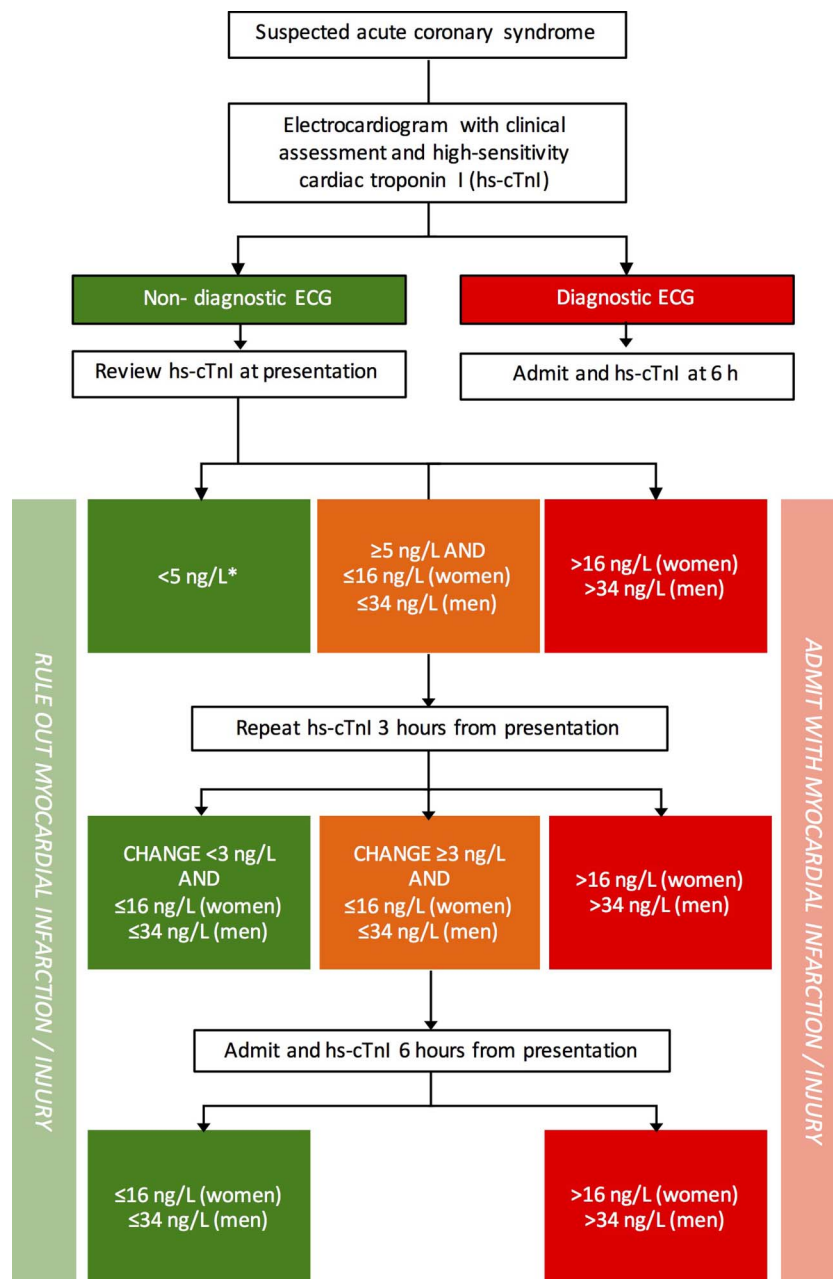 Suspected acute coronary syndrome
Electrocardiogram with clinical
assessment and high-sensitivity
cardiac troponin I (hs-cTnI)
Non- diagnostic ECG
Diagnostic ECG
Review hs-cTnI at presentation
Admit and hs-cTnI at 6 h
RULE OUT MYOCARDIAL INFARCTION / INJURY
<5 ng/L*
≥5 ng/L AND
≤16 ng/L (women)
≤34 ng/L (men)
>16 ng/L (women)
>34 ng/L (men)
ADMIT WITH MYOCARDIAL INFARCTION / INJURY
Repeat hs-cTnI 3 hours from presentation
CHANGE <3 ng/L
AND
≤16 ng/L (women)
≤34 ng/L (men)
CHANGE ≥3 ng/L
AND
≤16 ng/L (women)
≤34 ng/L (men)
>16 ng/L (women)
>34 ng/L (men)
Admit and hs-cTnI 6 hours from presentation
≤16 ng/L (women)
≤34 ng/L (men)
>16 ng/L (women)
>34 ng/L (men)